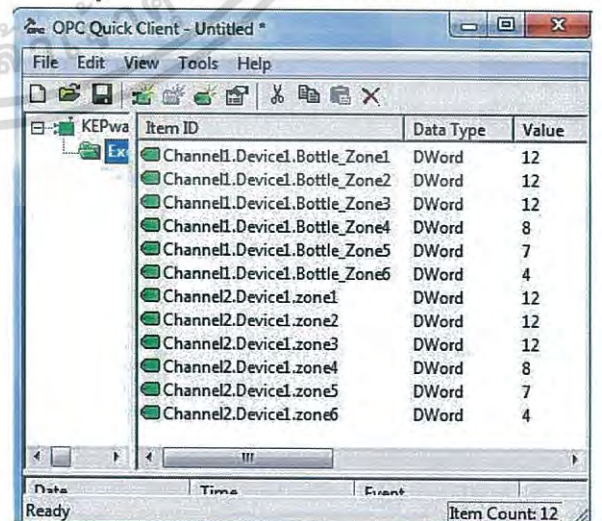 OPC Quick Client - Untitled *
File Edit View Tools Help
KEPwa
Ex
Item ID Data Type Value
Channel1.Device1.Bottle_Zone1 DWord 12
Channel1.Device1.Bottle_Zone2 DWord 12
Channel1.Device1.Bottle_Zone3 DWord 12
Channel1.Device1.Bottle_Zone4 DWord 8
Channel1.Device1.Bottle_Zone5 DWord 7
Channel1.Device1.Bottle_Zone6 DWord 4
Channel2.Device1.zone1 DWord 12
Channel2.Device1.zone2 DWord 12
Channel2.Device1.zone3 DWord 12
Channel2.Device1.zone4 DWord 8
Channel2.Device1.zone5 DWord 7
Channel2.Device1.zone6 DWord 4
Date Time Event
Ready Item Count: 12